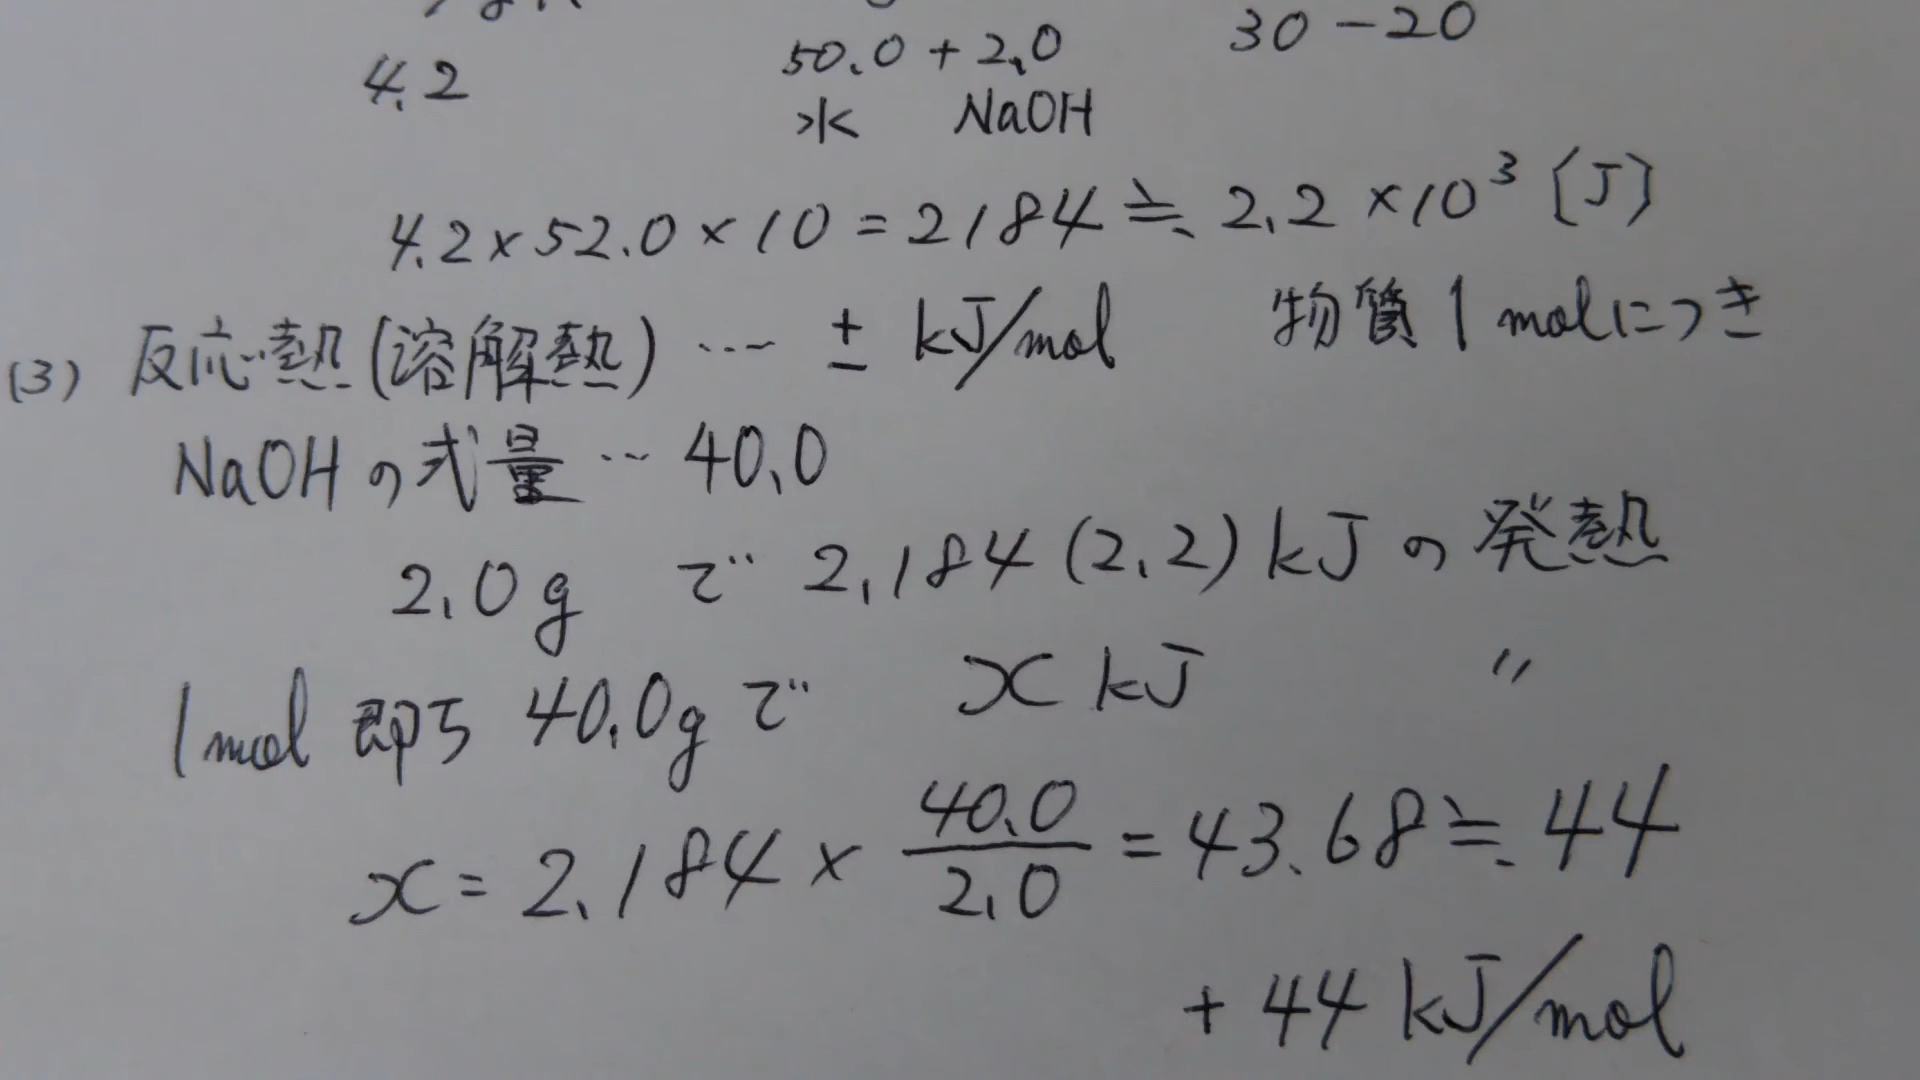 4.2 50.0 + 2.0 30 - 20
水 NaOH
4.2 × 52.0 × 10 = 2184 ≒ 2.2 × 10³ [J]
(3) 反応熱(溶解熱) … ± kJ/mol 物質 1 molにつき
NaOHの式量 … 40.0
2.0g で 2.184 (2.2) kJ の 発熱
1mol 即ち 40.0g で x kJ 〃
x = 2.184 × 40.0/2.0 = 43.68 ≒ 44
+ 44 kJ/mol